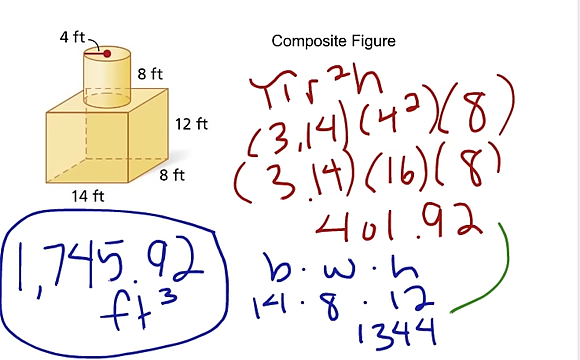 4 ft
Composite Figure
8 ft
12 ft
8 ft
14 ft
πr²h
(3.14)(4²)(8)
(3.14)(16)(8)
401.92
b · w · h
14 · 8 · 12
1344
1,745.92
ft³